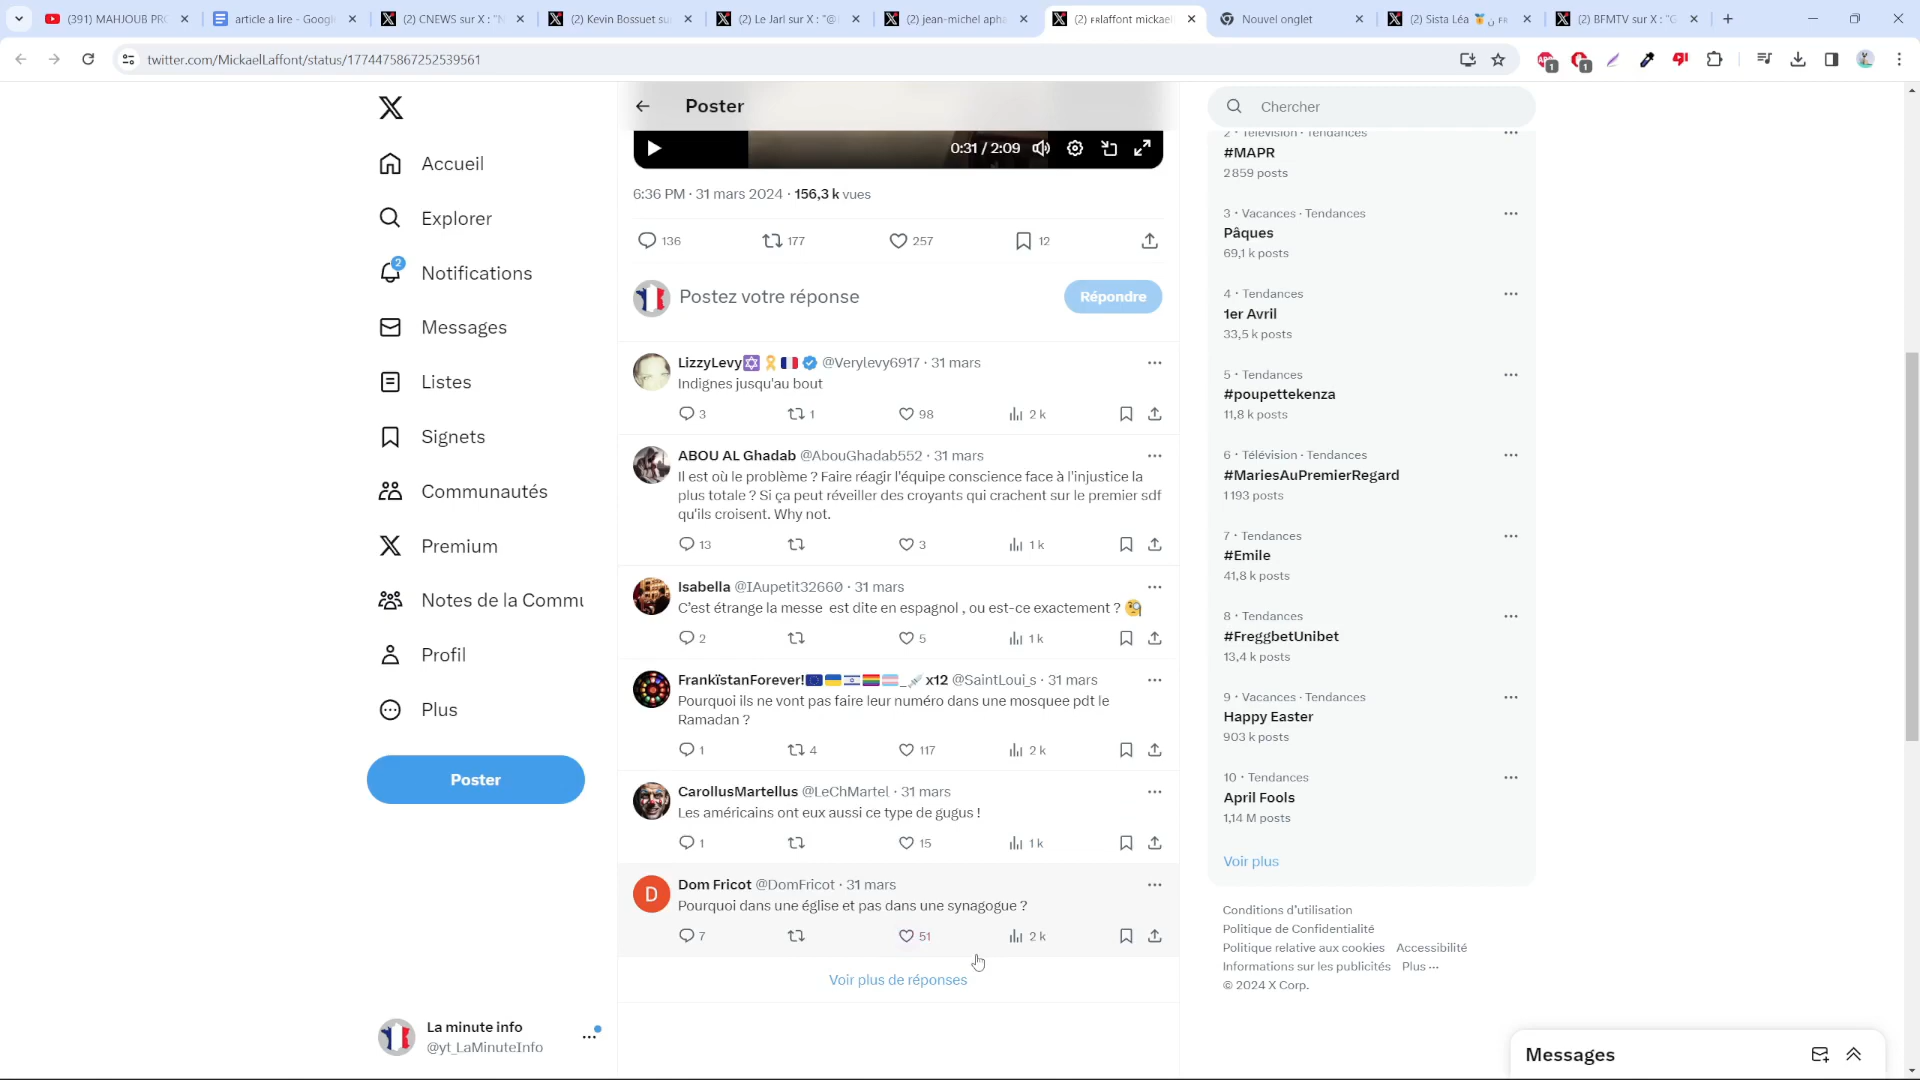 (391) MAHJOUB PR
article a lire - Googl
(2) CNEWS sur X : "N
(2) Kevin Bossuet su
(2) Le Jarl sur X : "@
(2) jean-michel apha
(2) FRlaffont mickae
Nouvel onglet
(2) Sista Léa
(2) BFMTV sur X : "G
twitter.com/MickaelLaffont/status/1774475867252539561
Accueil
Explorer
2
Notifications
Messages
Listes
Signets
Communautés
Premium
Notes de la Commu
Profil
Plus
Poster
La minute info
@yt_LaMinuteInfo
Poster
0:31 / 2:09
6:36 PM · 31 mars 2024 · 156,3 k vues
136 177 257 12
Postez votre réponse
Répondre
LizzyLevy @Verylevy6917 · 31 mars
Indignes jusqu'au bout
3 1 98 2 k
ABOU AL Ghadab @AbouGhadab552 · 31 mars
Il est où le problème ? Faire réagir l'équipe conscience face à l'injustice la
plus totale ? Si ça peut réveiller des croyants qui crachent sur le premier sdf
qu'ils croisent. Why not.
13 3 1 k
Isabella @IAupetit32660 · 31 mars
C'est étrange la messe est dite en espagnol , ou est-ce exactement ? 🧐
2 5 1 k
FrankïstanForever!🇪🇺🇺🇦🇮🇱🏳️‍🌈🏳️‍⚧️_💉 x12 @SaintLoui_s · 31 mars
Pourquoi ils ne vont pas faire leur numéro dans une mosquee pdt le
Ramadan ?
1 4 117 2 k
CarollusMartellus @LeChMartel · 31 mars
Les américains ont eux aussi ce type de gugus !
1 15 1 k
D
Dom Fricot @DomFricot · 31 mars
Pourquoi dans une église et pas dans une synagogue ?
7 51 2 k
Voir plus de réponses
Chercher
2 · Télévision · Tendances
#MAPR
2 859 posts
3 · Vacances · Tendances
Pâques
69,1 k posts
4 · Tendances
1er Avril
33,5 k posts
5 · Tendances
#poupettekenza
11,8 k posts
6 · Télévision · Tendances
#MariesAuPremierRegard
1 193 posts
7 · Tendances
#Emile
41,8 k posts
8 · Tendances
#FreggbetUnibet
13,4 k posts
9 · Vacances · Tendances
Happy Easter
903 k posts
10 · Tendances
April Fools
1,14 M posts
Voir plus
Conditions d'utilisation
Politique de Confidentialité
Politique relative aux cookies Accessibilité
Informations sur les publicités Plus ···
© 2024 X Corp.
Messages